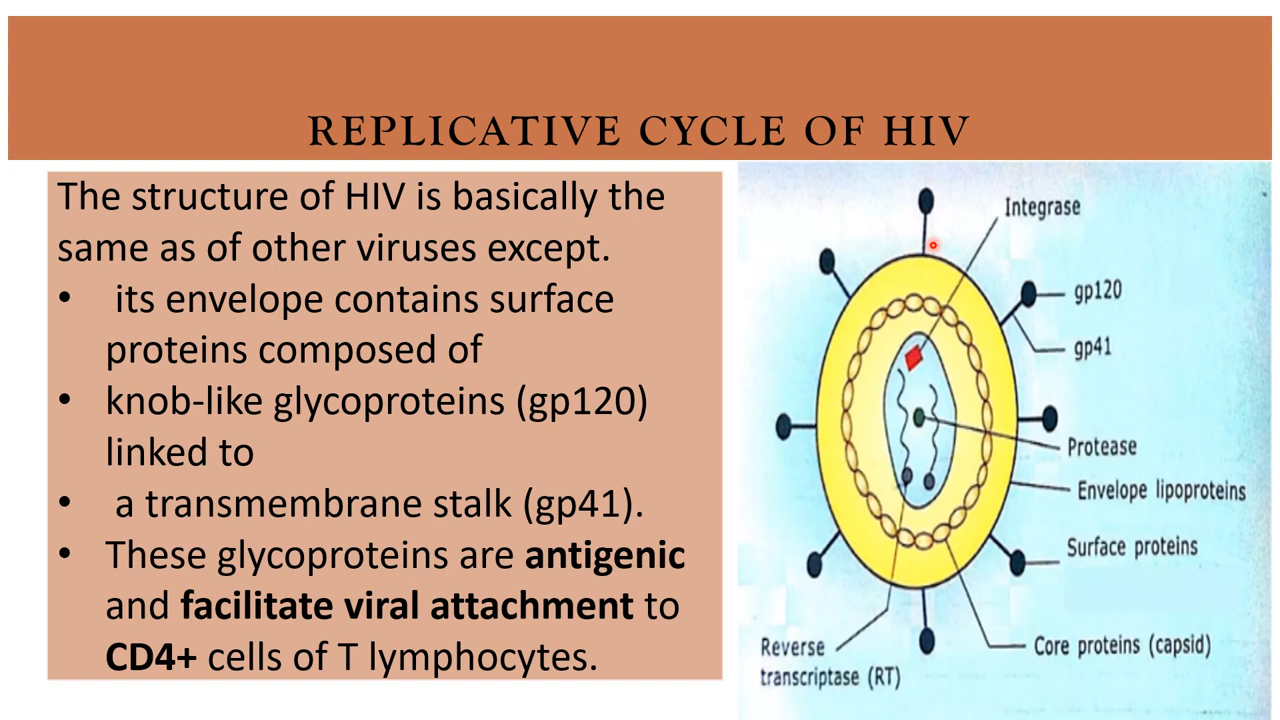 REPLICATIVE CYCLE OF HIV
The structure of HIV is basically the
same as of other viruses except.
• its envelope contains surface
proteins composed of
• knob-like glycoproteins (gp120)
linked to
• a transmembrane stalk (gp41).
• These glycoproteins are antigenic
and facilitate viral attachment to
CD4+ cells of T lymphocytes.
Integrase
gp120
gp41
Protease
Envelope lipoproteins
Surface proteins
Core proteins (capsid)
Reverse
transcriptase (RT)